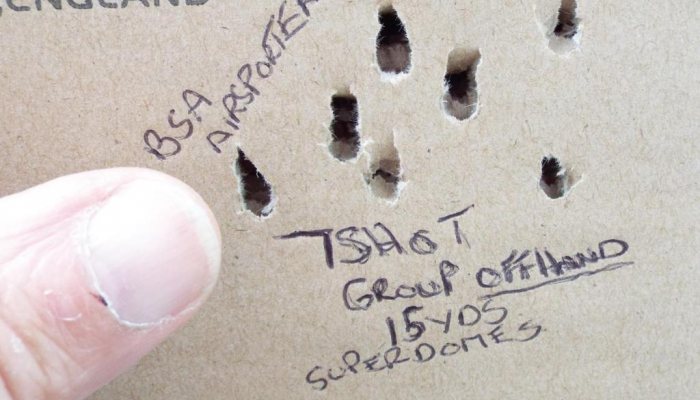 ENGLAND
BSA
AIRSPORTER
7SHOT
GROUP OFFHAND
15YDS
SUPERDOMES